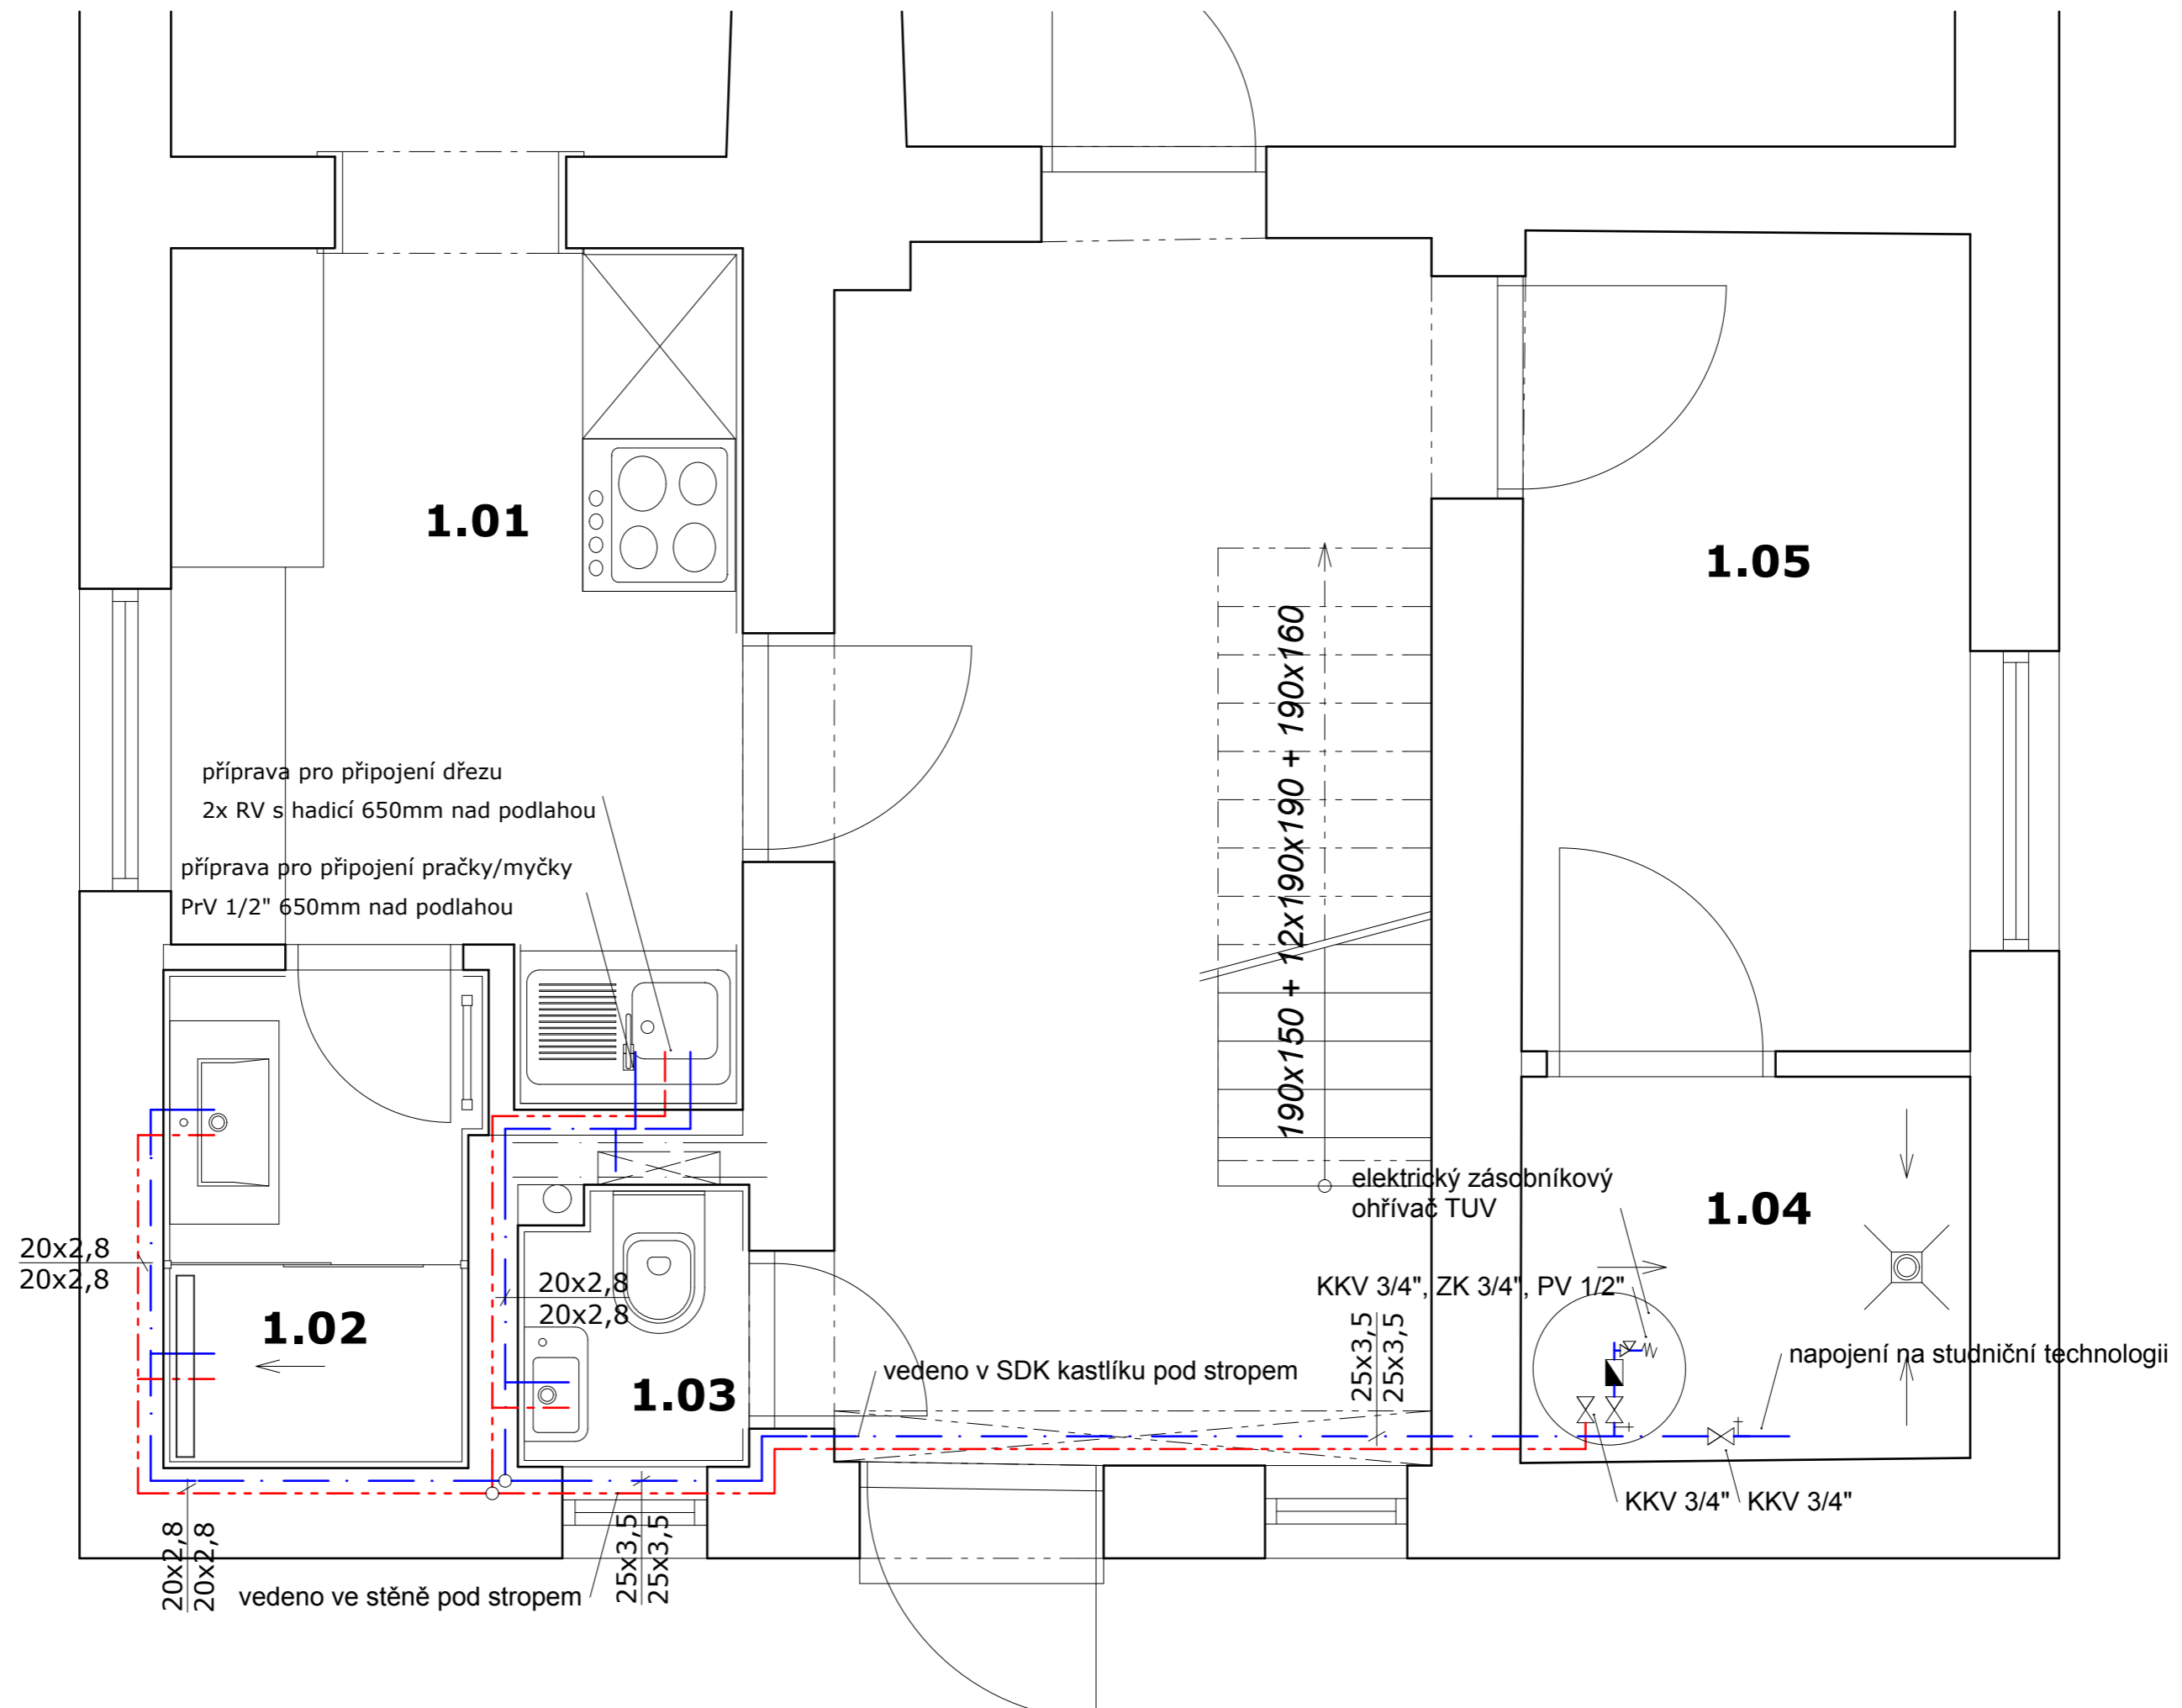 1.01
1.05
190x150 + 12x190x190 + 190x160
příprava pro připojení dřezu
2x RV s hadicí 650mm nad podlahou
příprava pro připojení pračky/myčky
PrV 1/2" 650mm nad podlahou
elektrický zásobníkový
ohřívač TUV
1.04
20x2,8
20x2,8
20x2,8
20x2,8
KKV 3/4", ZK 3/4", PV 1/2"
1.02
1.03
vedeno v SDK kastlíku pod stropem
25x3,5
25x3,5
napojení na studniční technologii
KKV 3/4"
KKV 3/4"
20x2,8
20x2,8
vedeno ve stěně pod stropem
25x3,5
25x3,5